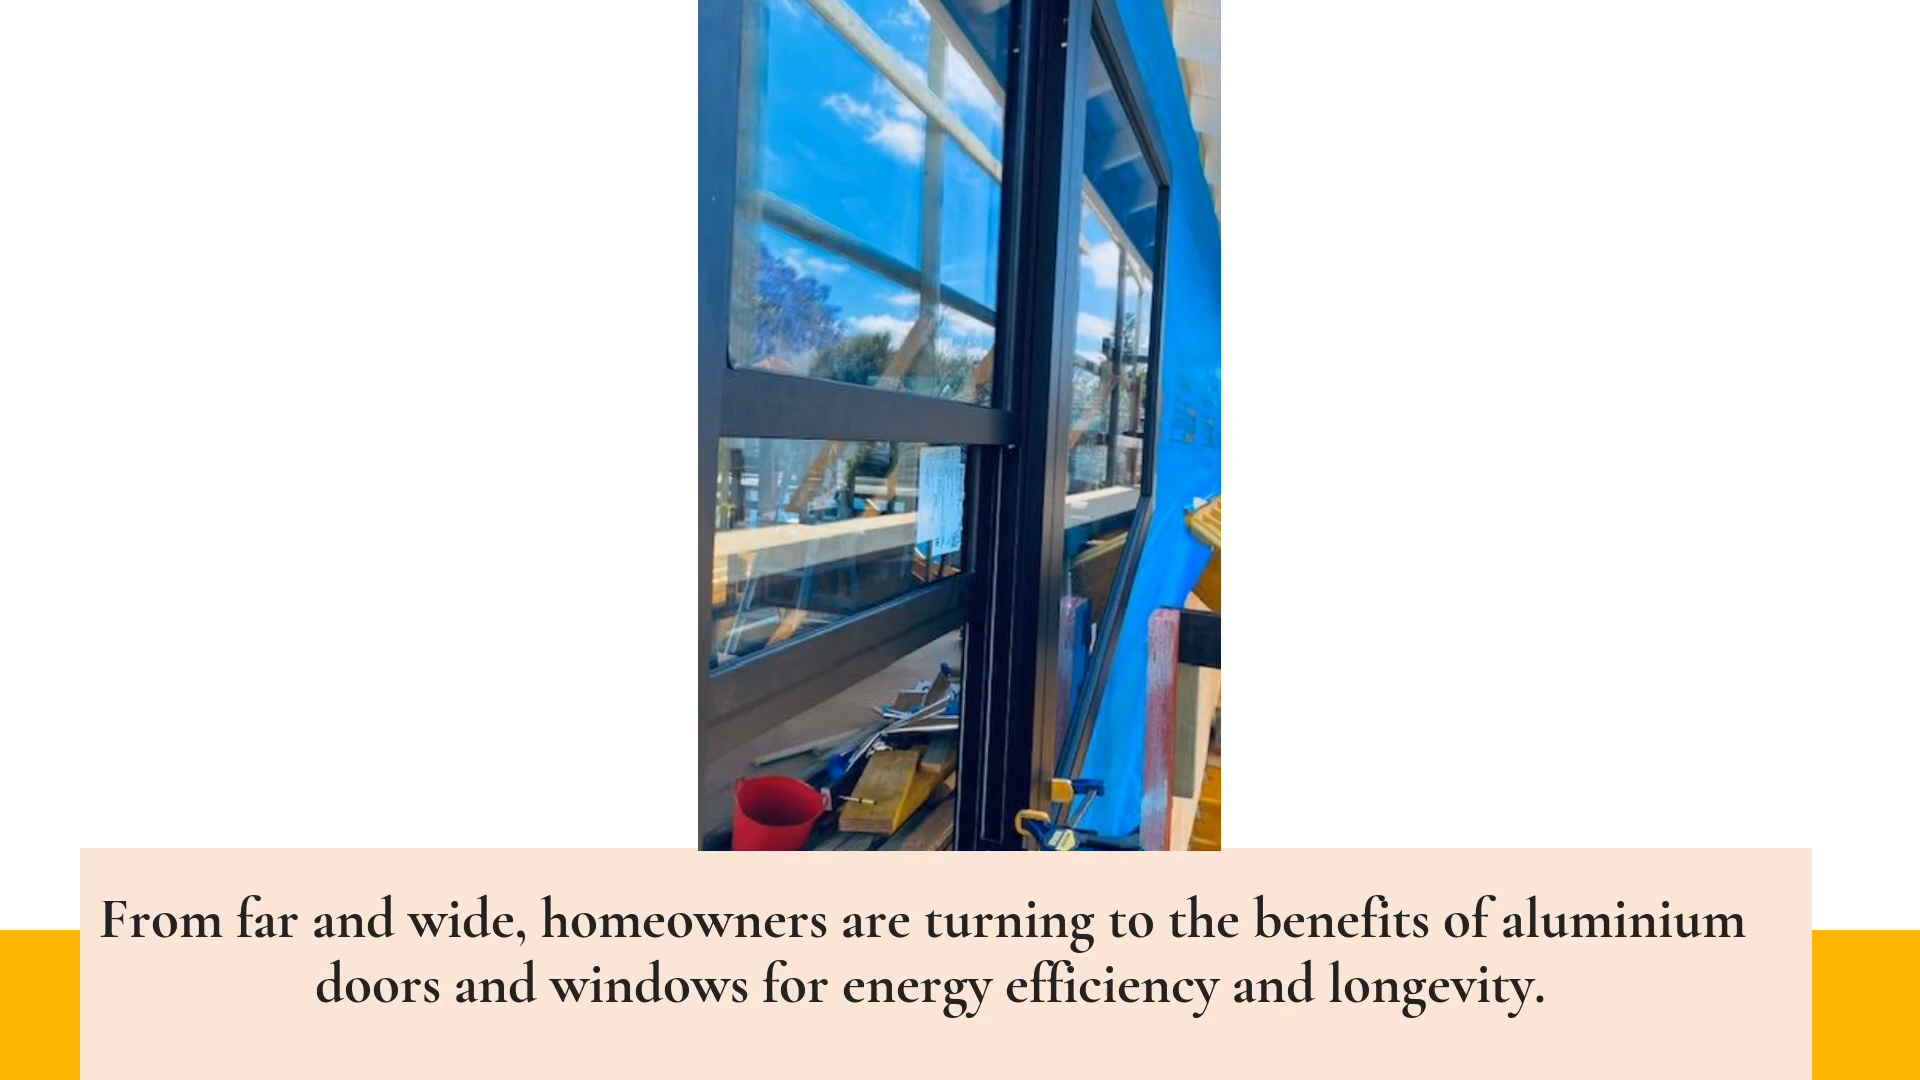 From far and wide, homeowners are turning to the benefits of aluminium
doors and windows for energy efficiency and longevity.